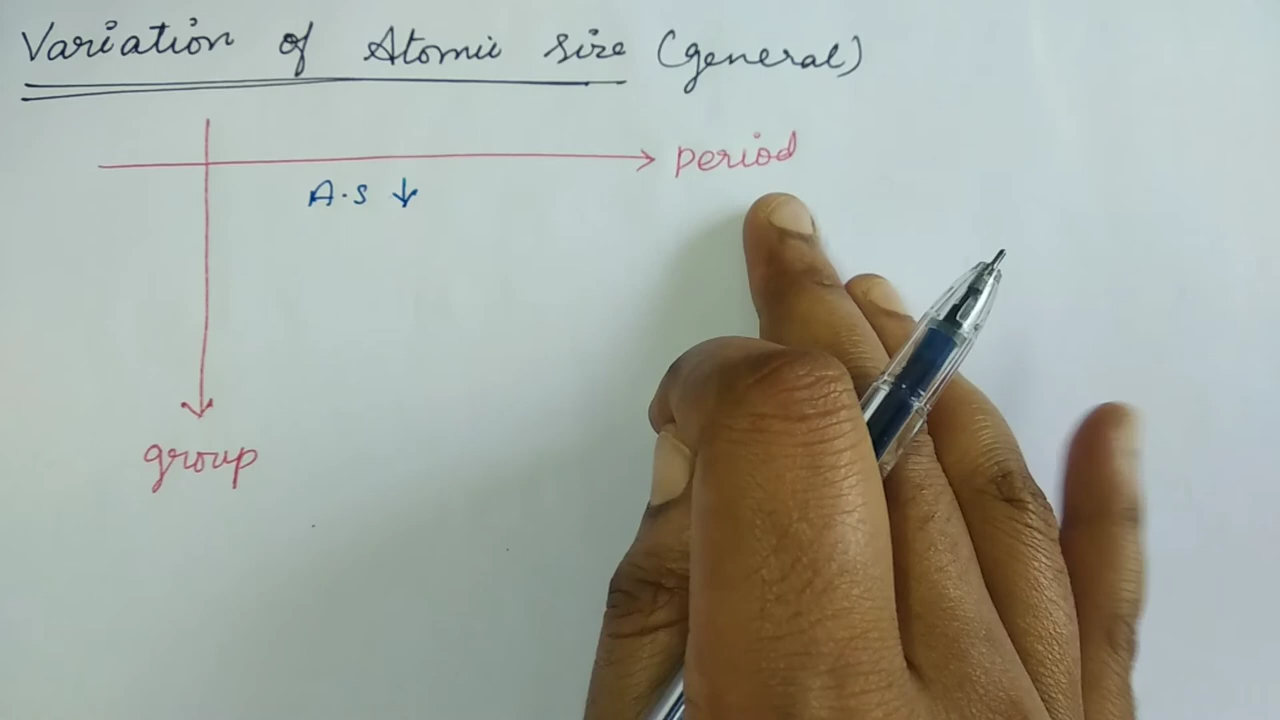 Variation of Atomic size (general)
period
A.S ↓
group